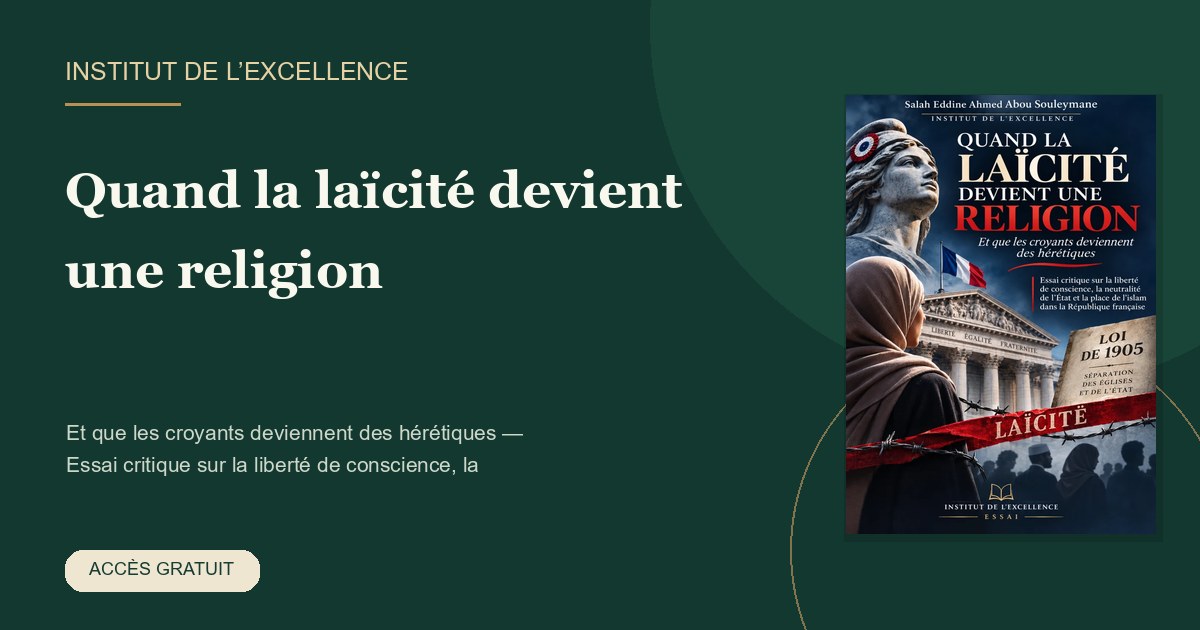 INSTITUT DE L’EXCELLENCE
Quand la laïcité devient
une religion
Et que les croyants deviennent des hérétiques —
Essai critique sur la liberté de conscience, la
ACCÈS GRATUIT
Salah Eddine Ahmed Abou Souleymane
INSTITUT DE L'EXCELLENCE
QUAND LA
LAÏCITÉ
DEVIENT UNE
RELIGION
Et que les croyants deviennent
des hérétiques
Essai critique sur la liberté
de conscience, la neutralité
de l'État et la place de l'islam
dans la République française
LIBERTÉ ÉGALITÉ FRATERNITÉ
LOI
DE 1905
SÉPARATION
DES ÉGLISES
ET DE L'ÉTAT
LAÏCITË
INSTITUT DE L'EXCELLENCE
ESSAI